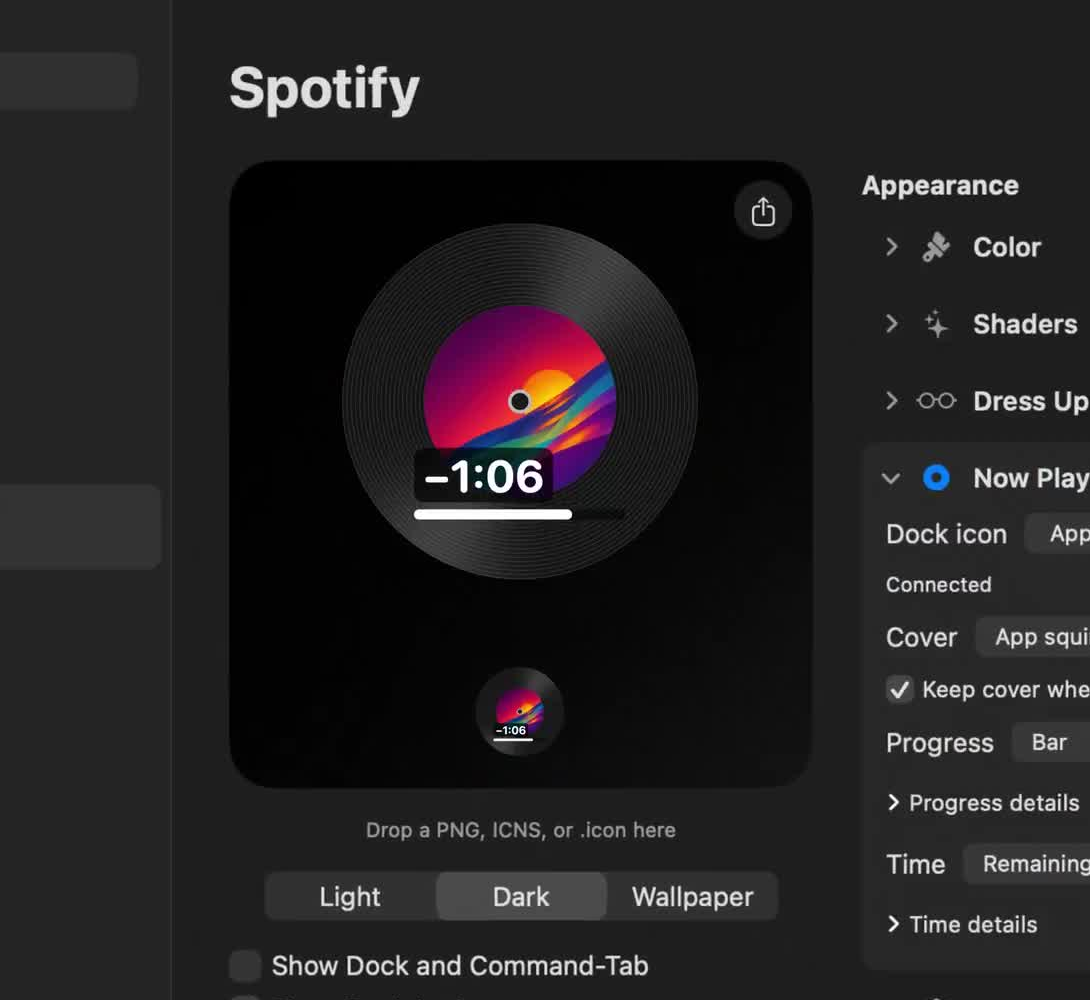 Spotify
Appearance
Color
Shaders
Dress Up
Now Play
Dock icon App
Connected
Cover App squi
Keep cover whe
Progress Bar
Progress details
Time Remaining
Time details
−1:06
−1:06
Drop a PNG, ICNS, or .icon here
Light Dark Wallpaper
Show Dock and Command-Tab